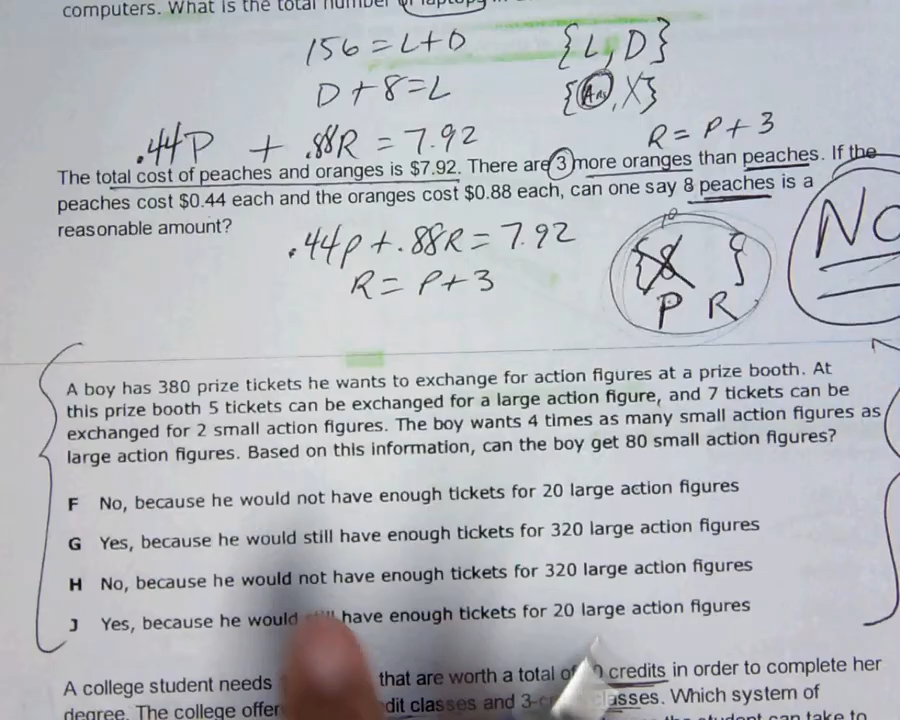 computers. What is the total number of laptops
156 = L + D {L, D}
D + 8 = L {Ans, X}
.44P + .88R = 7.92 R = P + 3
The total cost of peaches and oranges is $7.92. There are 3 more oranges than peaches. If the
peaches cost $0.44 each and the oranges cost $0.88 each, can one say 8 peaches is a
reasonable amount?
No
.44P + .88R = 7.92
R = P + 3
{8 }
P R
A boy has 380 prize tickets he wants to exchange for action figures at a prize booth. At
this prize booth 5 tickets can be exchanged for a large action figure, and 7 tickets can be
exchanged for 2 small action figures. The boy wants 4 times as many small action figures as
large action figures. Based on this information, can the boy get 80 small action figures?
F No, because he would not have enough tickets for 20 large action figures
G Yes, because he would still have enough tickets for 320 large action figures
H No, because he would not have enough tickets for 320 large action figures
J Yes, because he would still have enough tickets for 20 large action figures
A college student needs that are worth a total of credits in order to complete her
degree. The college classes and classes. Which system of
the student can take to